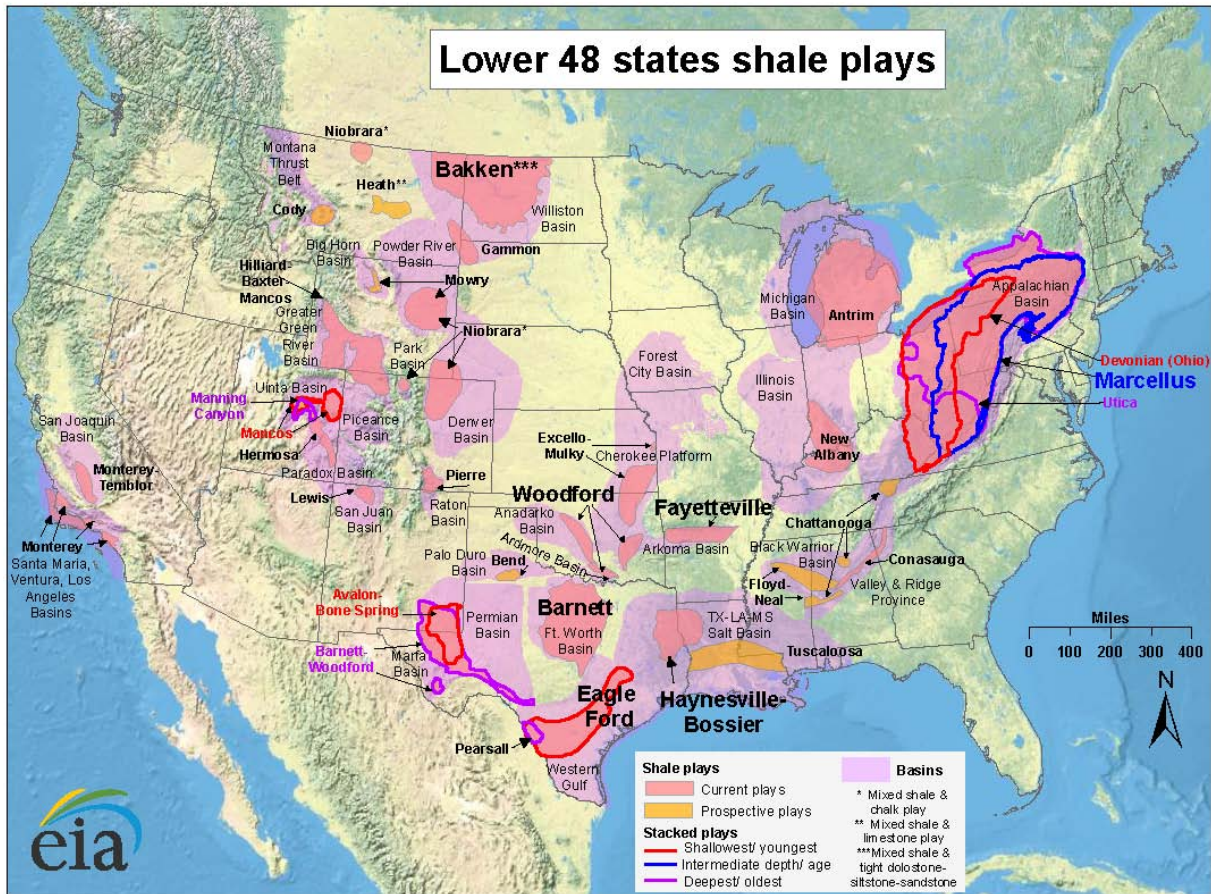 Lower 48 states shale plays
Niobrara*
Montana
Thrust
Belt
Bakken***
Heath**
Cody
Williston
Basin
Big Horn
Basin
Powder River
Basin
Gammon
Hilliard-
Baxter-
Mancos
Mowry
Greater
Green
River
Basin
Niobrara*
Park
Basin
Michigan
Basin
Antrim
Appalachian
Basin
Devonian (Ohio)
Marcellus
Utica
Forest
City Basin
Illinois
Basin
Uinta Basin
Manning
Canyon
Mancos
Piceance
Basin
Denver
Basin
San Joaquin
Basin
Hermosa
Paradox Basin
Excello-
Mulky
Cherokee Platform
New
Albany
Monterey-
Temblor
Pierre
Lewis
San Juan
Basin
Raton
Basin
Woodford
Anadarko
Basin
Fayetteville
Chattanooga
Monterey
Santa Maria,
Ventura, Los
Angeles
Basins
Palo Duro
Basin
Bend
Ardmore Basin
Arkoma Basin
Black Warrior
Basin
Conasauga
Floyd-
Neal
Valley & Ridge
Province
Avalon-
Bone Spring
Permian
Basin
Barnett
Ft. Worth
Basin
TX-LA-MS
Salt Basin
Tuscaloosa
Barnett-
Woodford
Marfa
Basin
Eagle
Ford
Haynesville-
Bossier
Pearsall
Western
Gulf
Miles
0 100 200 300 400
N
Shale plays
Current plays
Prospective plays
Stacked plays
Shallowest/ youngest
Intermediate depth/ age
Deepest/ oldest
Basins
* Mixed shale &
chalk play
** Mixed shale &
limestone play
***Mixed shale &
tight dolostone-
siltstone-sandstone
eia